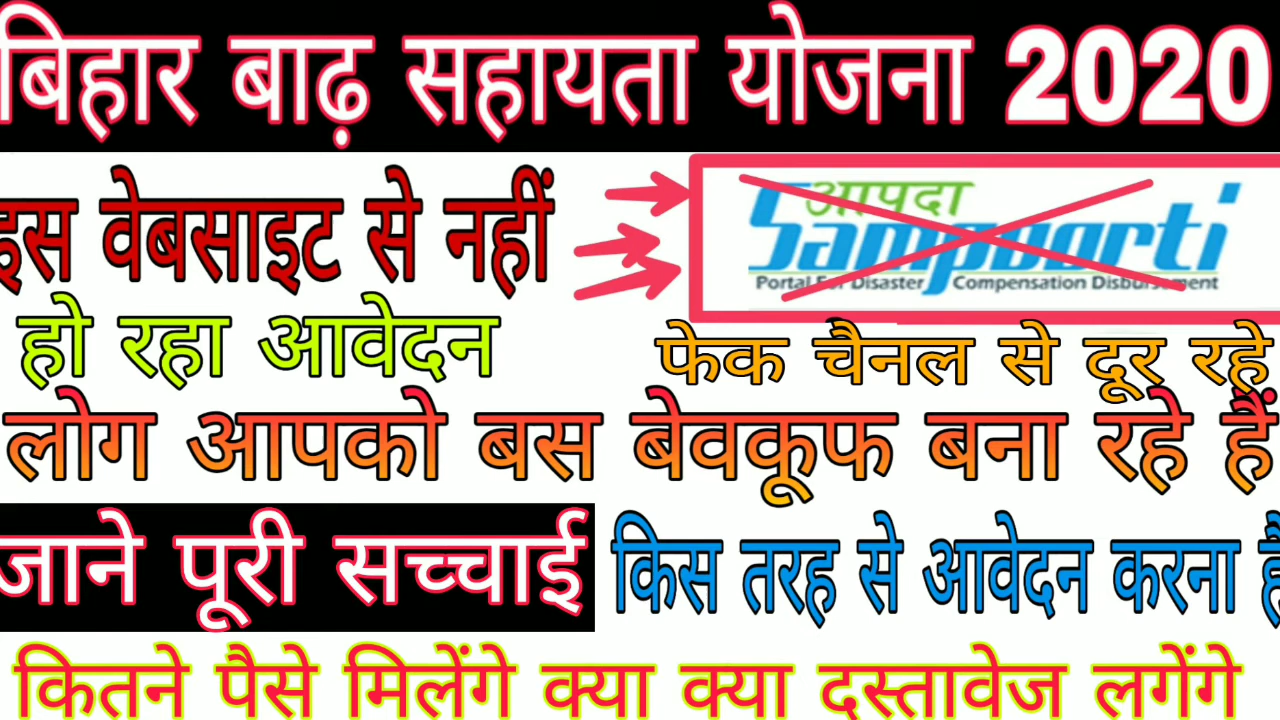 बिहार बाढ़ सहायता योजना 2020
इस वेबसाइट से नहीं
हो रहा आवेदन
आपदा
Sampoorti
Portal For Disaster Compensation Disbursement
फेक चैनल से दूर रहे
लोग आपको बस बेवकूफ बना रहे हैं
जाने पूरी सच्चाई
किस तरह से आवेदन करना है
कितने पैसे मिलेंगे क्या क्या दस्तावेज लगेंगे